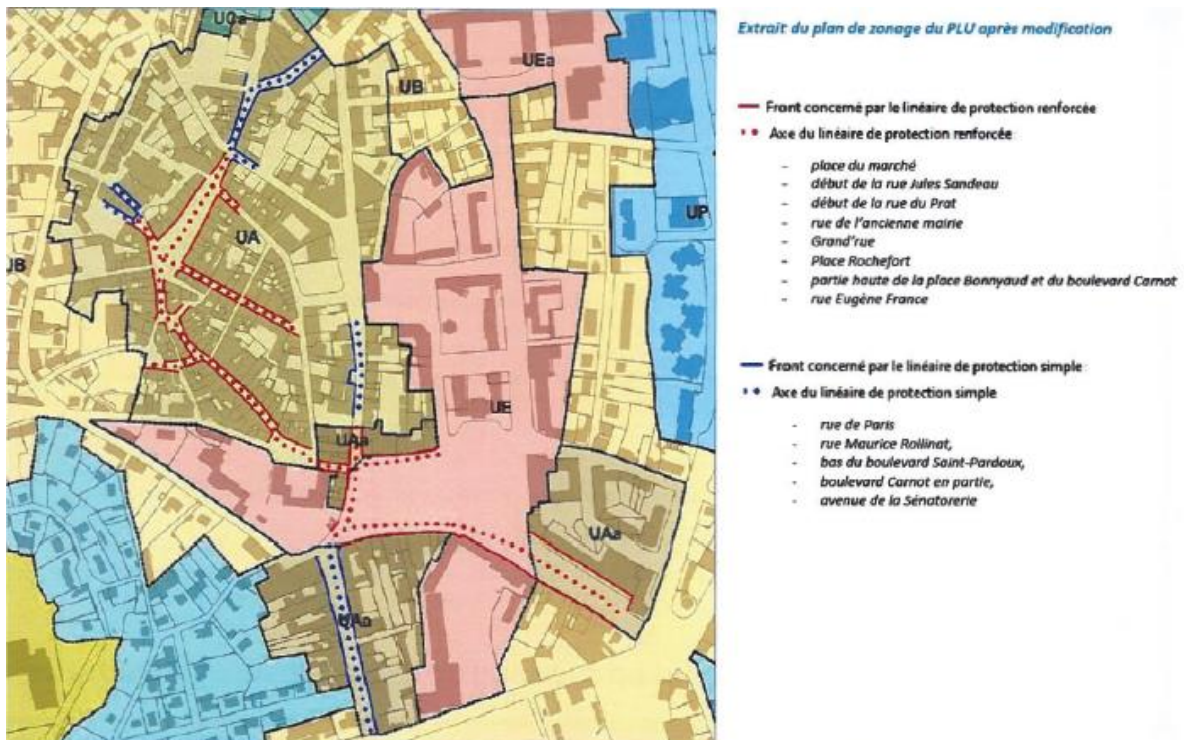 UCa
UEa
UB
UP
UA
UB
UE
UAa
UAa
UAa
Extrait du plan de zonage du PLU après modification
Front concerné par le linéaire de protection renforcée
Axe du linéaire de protection renforcée
- place du marché
- début de la rue Jules Sandeau
- début de la rue du Prat
- rue de l'ancienne mairie
- Grand'rue
- Place Rochefort
- partie haute de la place Bonnyaud et du boulevard Carnot
- rue Eugène France
Front concerné par le linéaire de protection simple
Axe du linéaire de protection simple
- rue de Paris
- rue Maurice Rollinat,
- bas du boulevard Saint-Pardoux,
- boulevard Carnot en partie,
- avenue de la Sénatorerie